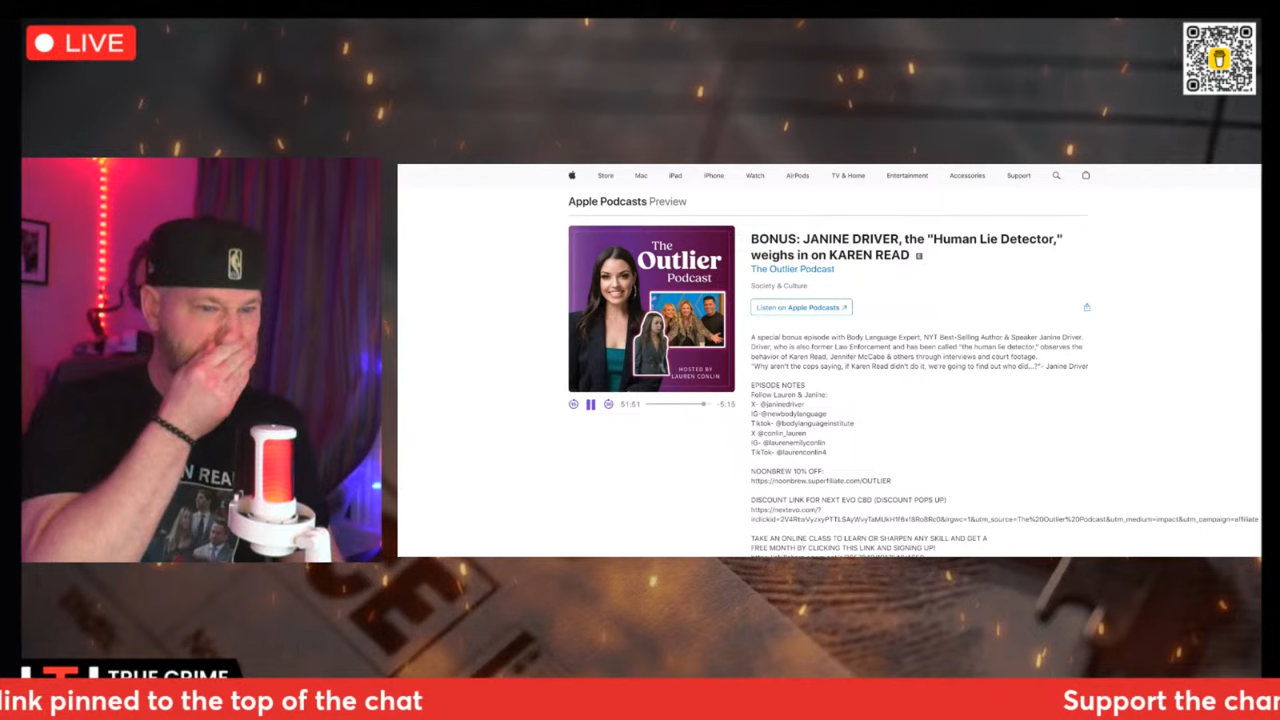 LIVE
Store Mac iPad iPhone Watch AirPods TV & Home Entertainment Accessories Support
Apple Podcasts Preview
The
Outlier
Podcast
HOSTED BY
LAUREN CONLIN
51:51 -5:15
BONUS: JANINE DRIVER, the "Human Lie Detector,"
weighs in on KAREN READ
The Outlier Podcast
Society & Culture
Listen on Apple Podcasts ↗
A special bonus episode with Body Language Expert, NYT Best-Selling Author & Speaker Janine Driver.
Driver, who is also former Law Enforcement and has been called "the human lie detector," observes the
behavior of Karen Read, Jennifer McCabe & others through interviews and court footage.
"Why aren't the cops saying, if Karen Read didn't do it, we're going to find out who did...?"- Janine Driver
EPISODE NOTES
Follow Lauren & Janine:
X- @janinedriver
IG-@newbodylanguage
Tiktok- @bodylanguageinstitute
X @conlin_lauren
IG- @laurenemilyconlin
TikTok- @laurenconlin4
NOONBREW 10% OFF:
https://noonbrew.superfiliate.com/OUTLIER
DISCOUNT LINK FOR NEXT EVO CBD (DISCOUNT POPS UP)
https://nextevo.com/?
TAKE AN ONLINE CLASS TO LEARN OR SHARPEN ANY SKILL AND GET A
FREE MONTH BY CLICKING THIS LINK AND SIGNING UP!
N REA
TRUE CRIME
link pinned to the top of the chat
Support the chan